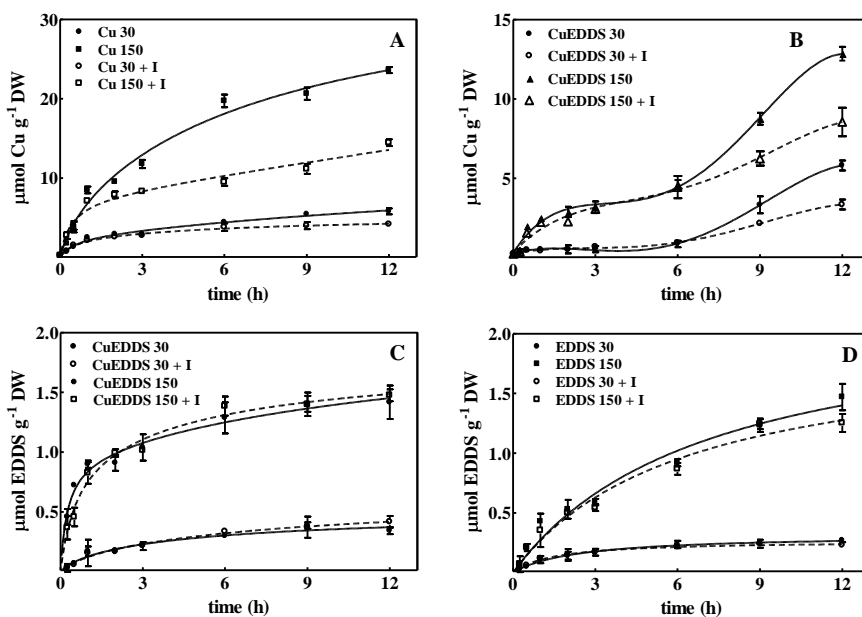 A
Cu 30
Cu 150
Cu 30 + I
Cu 150 + I
μmol Cu g⁻¹ DW
30
20
10
0
3
6
9
12
time (h)
B
CuEDDS 30
CuEDDS 30 + I
CuEDDS 150
CuEDDS 150 + I
μmol Cu g⁻¹ DW
15
10
5
0
3
6
9
12
time (h)
C
CuEDDS 30
CuEDDS 30 + I
CuEDDS 150
CuEDDS 150 + I
μmol EDDS g⁻¹ DW
2.0
1.5
1.0
0.5
0
3
6
9
12
time (h)
D
EDDS 30
EDDS 150
EDDS 30 + I
EDDS 150 + I
μmol EDDS g⁻¹ DW
2.0
1.5
1.0
0.5
0
3
6
9
12
time (h)